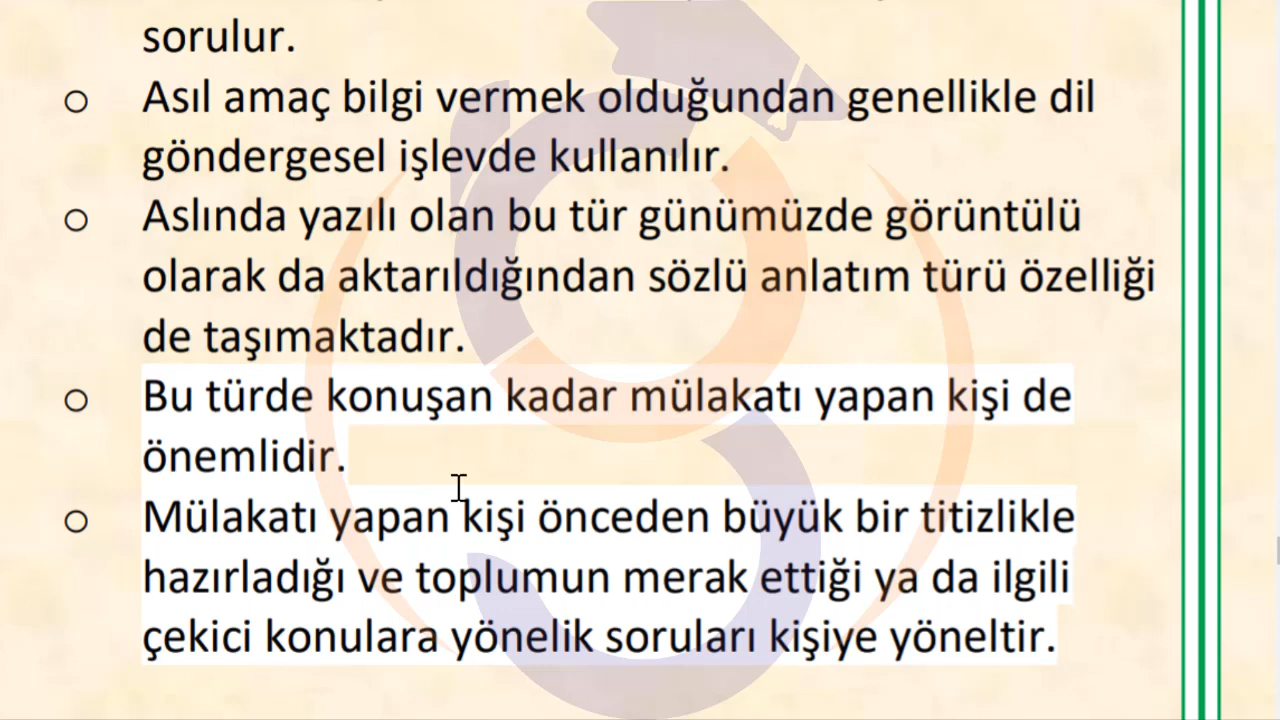 sorulur.
o Asıl amaç bilgi vermek olduğundan genellikle dil
göndergesel işlevde kullanılır.
o Aslında yazılı olan bu tür günümüzde görüntülü
olarak da aktarıldığından sözlü anlatım türü özelliği
de taşımaktadır.
o Bu türde konuşan kadar mülakatı yapan kişi de
önemlidir.
o Mülakatı yapan kişi önceden büyük bir titizlikle
hazırladığı ve toplumun merak ettiği ya da ilgili
çekici konulara yönelik soruları kişiye yöneltir.